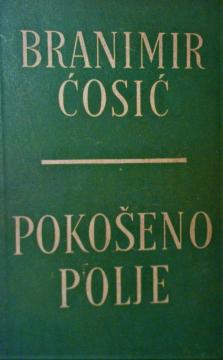 BRANIMIR
ĆOSIĆ
POKOŠENO
POLJE